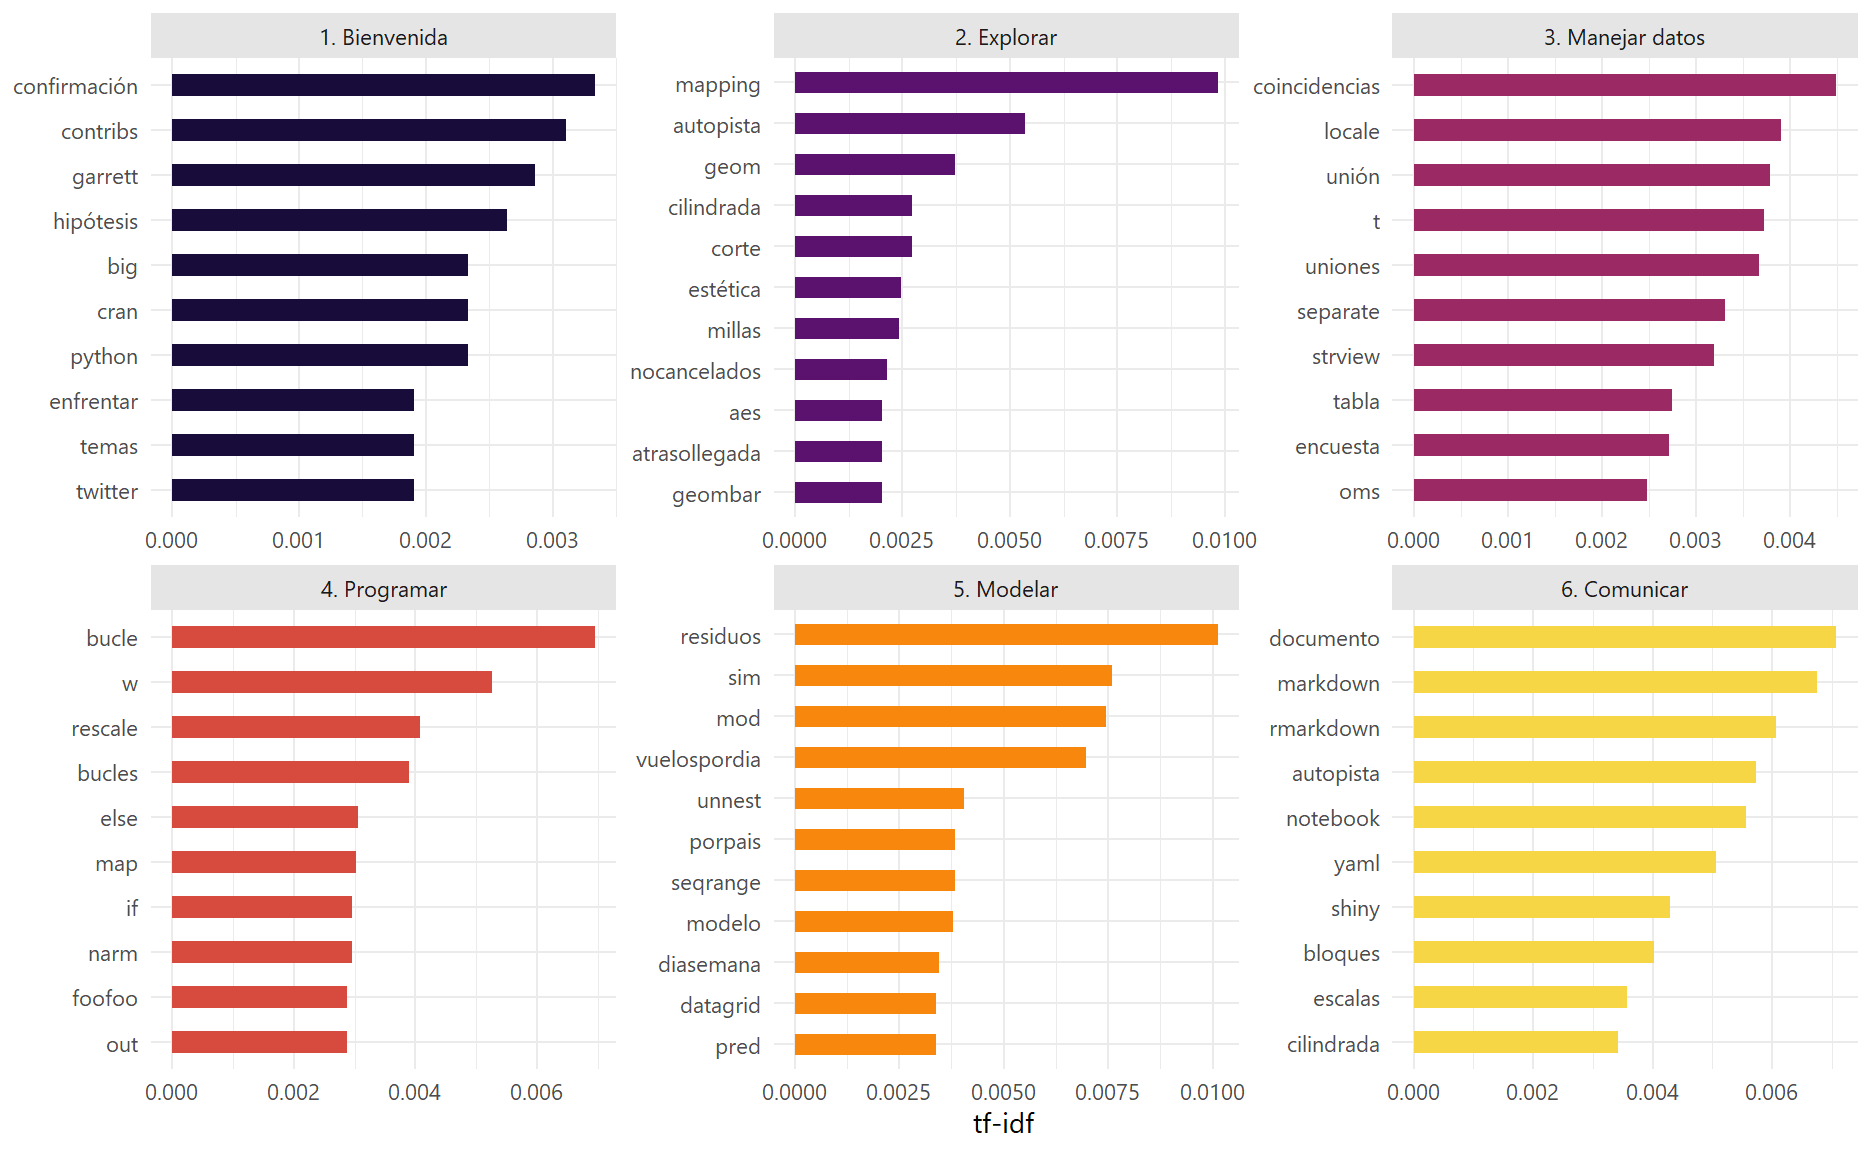 1. Bienvenida
confirmación
contribs
garrett
hipótesis
big
cran
python
enfrentar
temas
twitter
0.000 0.001 0.002 0.003
2. Explorar
mapping
autopista
geom
cilindrada
corte
estética
millas
nocancelados
aes
atrasollegada
geombar
0.0000 0.0025 0.0050 0.0075 0.0100
3. Manejar datos
coincidencias
locale
unión
t
uniones
separate
strview
tabla
encuesta
oms
0.000 0.001 0.002 0.003 0.004
4. Programar
bucle
w
rescale
bucles
else
map
if
narm
foofoo
out
0.000 0.002 0.004 0.006
5. Modelar
residuos
sim
mod
vuelospordia
unnest
porpais
seqrange
modelo
diasemana
datagrid
pred
0.0000 0.0025 0.0050 0.0075 0.0100
6. Comunicar
documento
markdown
rmarkdown
autopista
notebook
yaml
shiny
bloques
escalas
cilindrada
0.000 0.002 0.004 0.006
tf-idf